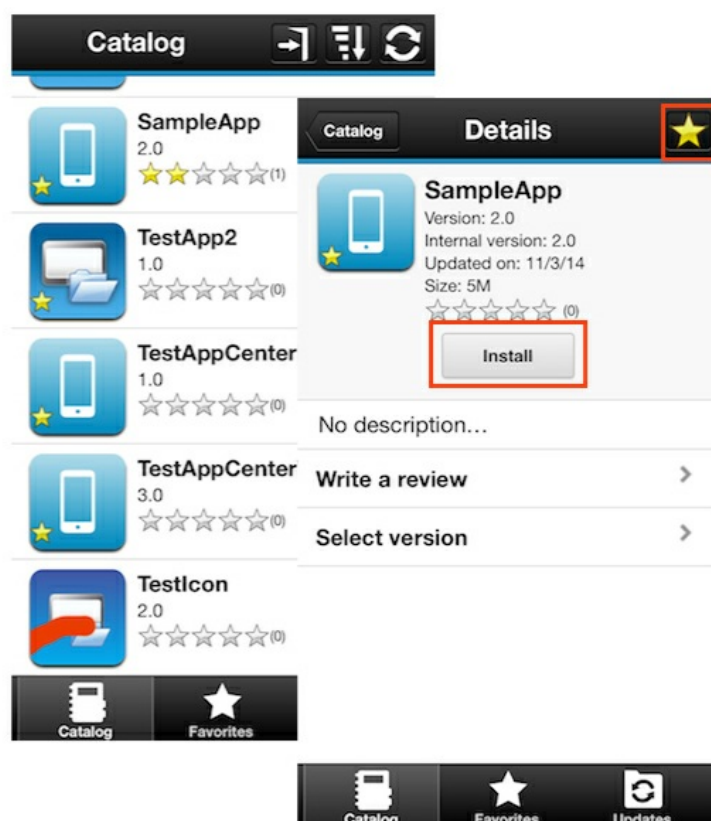 Catalog
SampleApp
2.0
(1)
TestApp2
1.0
(0)
TestAppCenter
1.0
(0)
TestAppCenter
3.0
(0)
TestIcon
2.0
(0)
Catalog Favorites
Catalog Details
SampleApp
Version: 2.0
Internal version: 2.0
Updated on: 11/3/14
Size: 5M
(0)
Install
No description...
Write a review
Select version
Catalog Favorites Updates